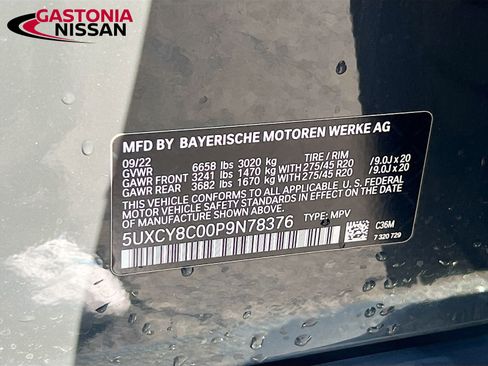 GASTONIA
NISSAN
MFD BY BAYERISCHE MOTOREN WERKE AG
09/22 TIRE / RIM
GVWR 6658 lbs 3020 kg
GAWR FRONT 3241 lbs 1470 kg WITH 275/45 R20 /9.0J x 20
GAWR REAR 3682 lbs 1670 kg WITH 275/45 R20 /9.0J x 20
THIS VEHICLE CONFORMS TO ALL APPLICABLE U.S. FEDERAL
MOTOR VEHICLE SAFETY STANDARDS IN EFFECT ON THE
DATE OF MANUFACTURE SHOWN ABOVE.
5UXCY8C00P9N78376 TYPE: MPV
C36M
7 320 729